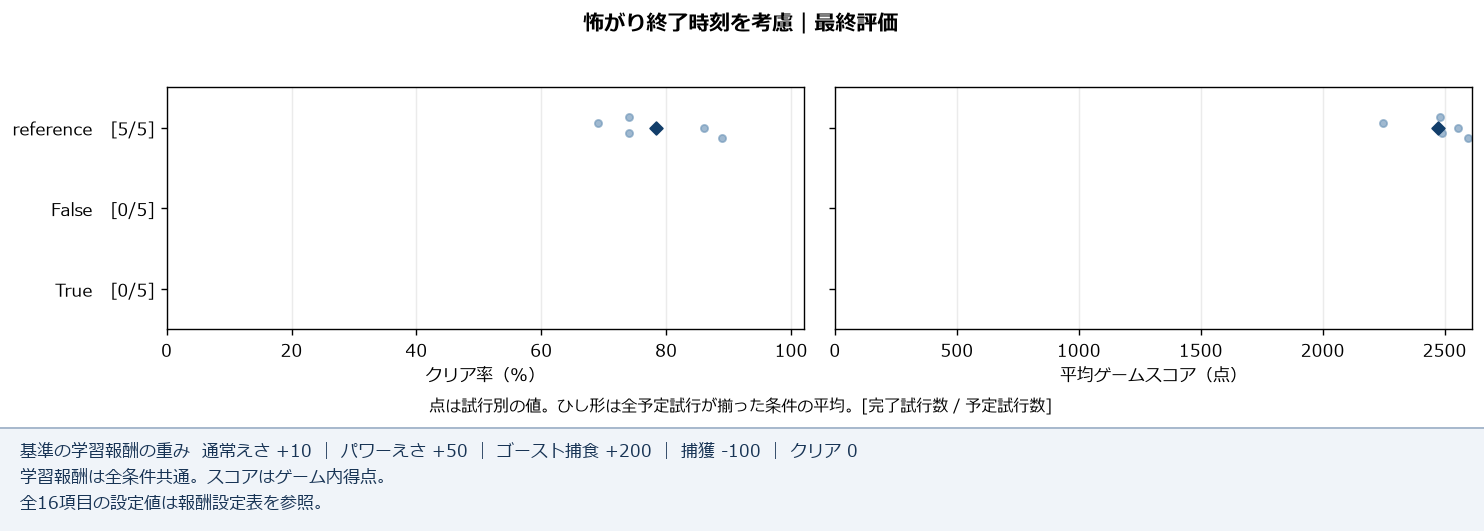 怖がり終了時刻を考慮｜最終評価
reference [5/5]
False [0/5]
True [0/5]
0 20 40 60 80 100
クリア率（%）
0 500 1000 1500 2000 2500
平均ゲームスコア（点）
点は試行別の値。ひし形は全予定試行が揃った条件の平均。[完了試行数 / 予定試行数]
基準の学習報酬の重み 通常えさ +10 ｜ パワーえさ +50 ｜ ゴースト捕食 +200 ｜ 捕獲 -100 ｜ クリア 0
学習報酬は全条件共通。スコアはゲーム内得点。
全16項目の設定値は報酬設定表を参照。